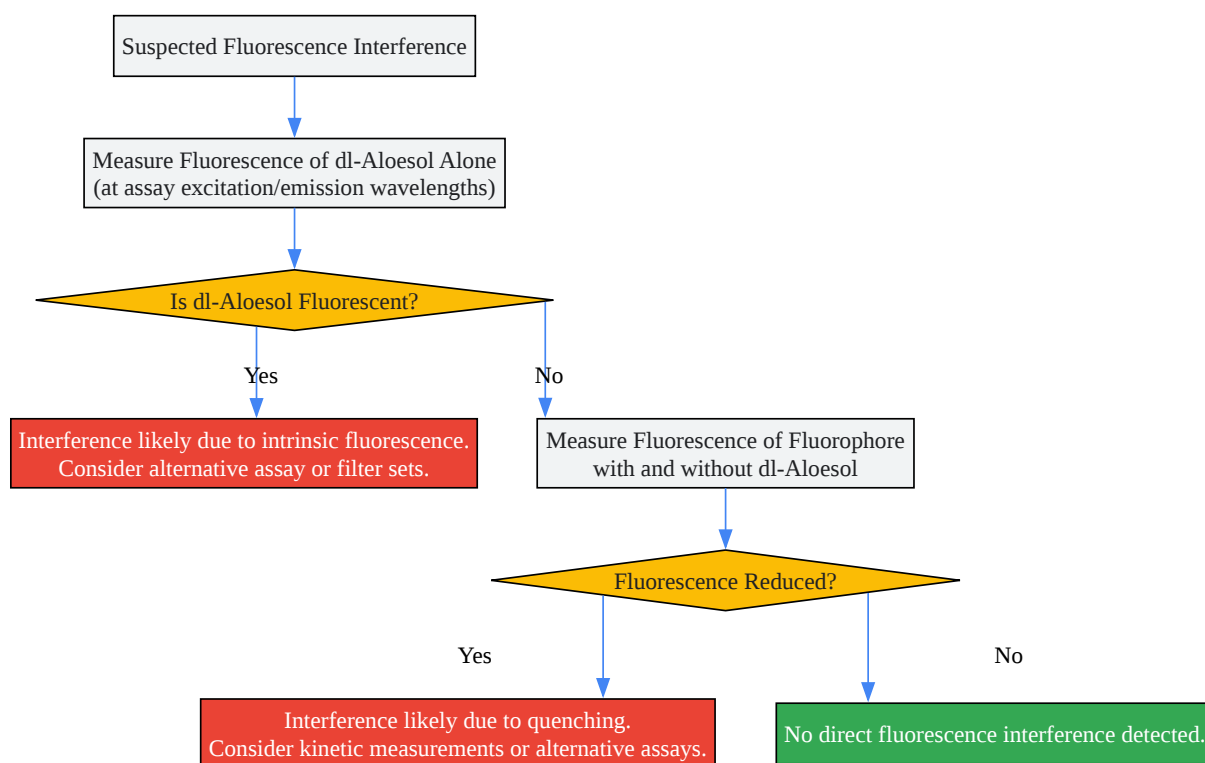 Suspected Fluorescence Interference
Measure Fluorescence of dl-Aloesol Alone
(at assay excitation/emission wavelengths)
Is dl-Aloesol Fluorescent?
Yes
No
Interference likely due to intrinsic fluorescence.
Consider alternative assay or filter sets.
Measure Fluorescence of Fluorophore
with and without dl-Aloesol
Fluorescence Reduced?
Yes
No
Interference likely due to quenching.
Consider kinetic measurements or alternative assays.
No direct fluorescence interference detected.